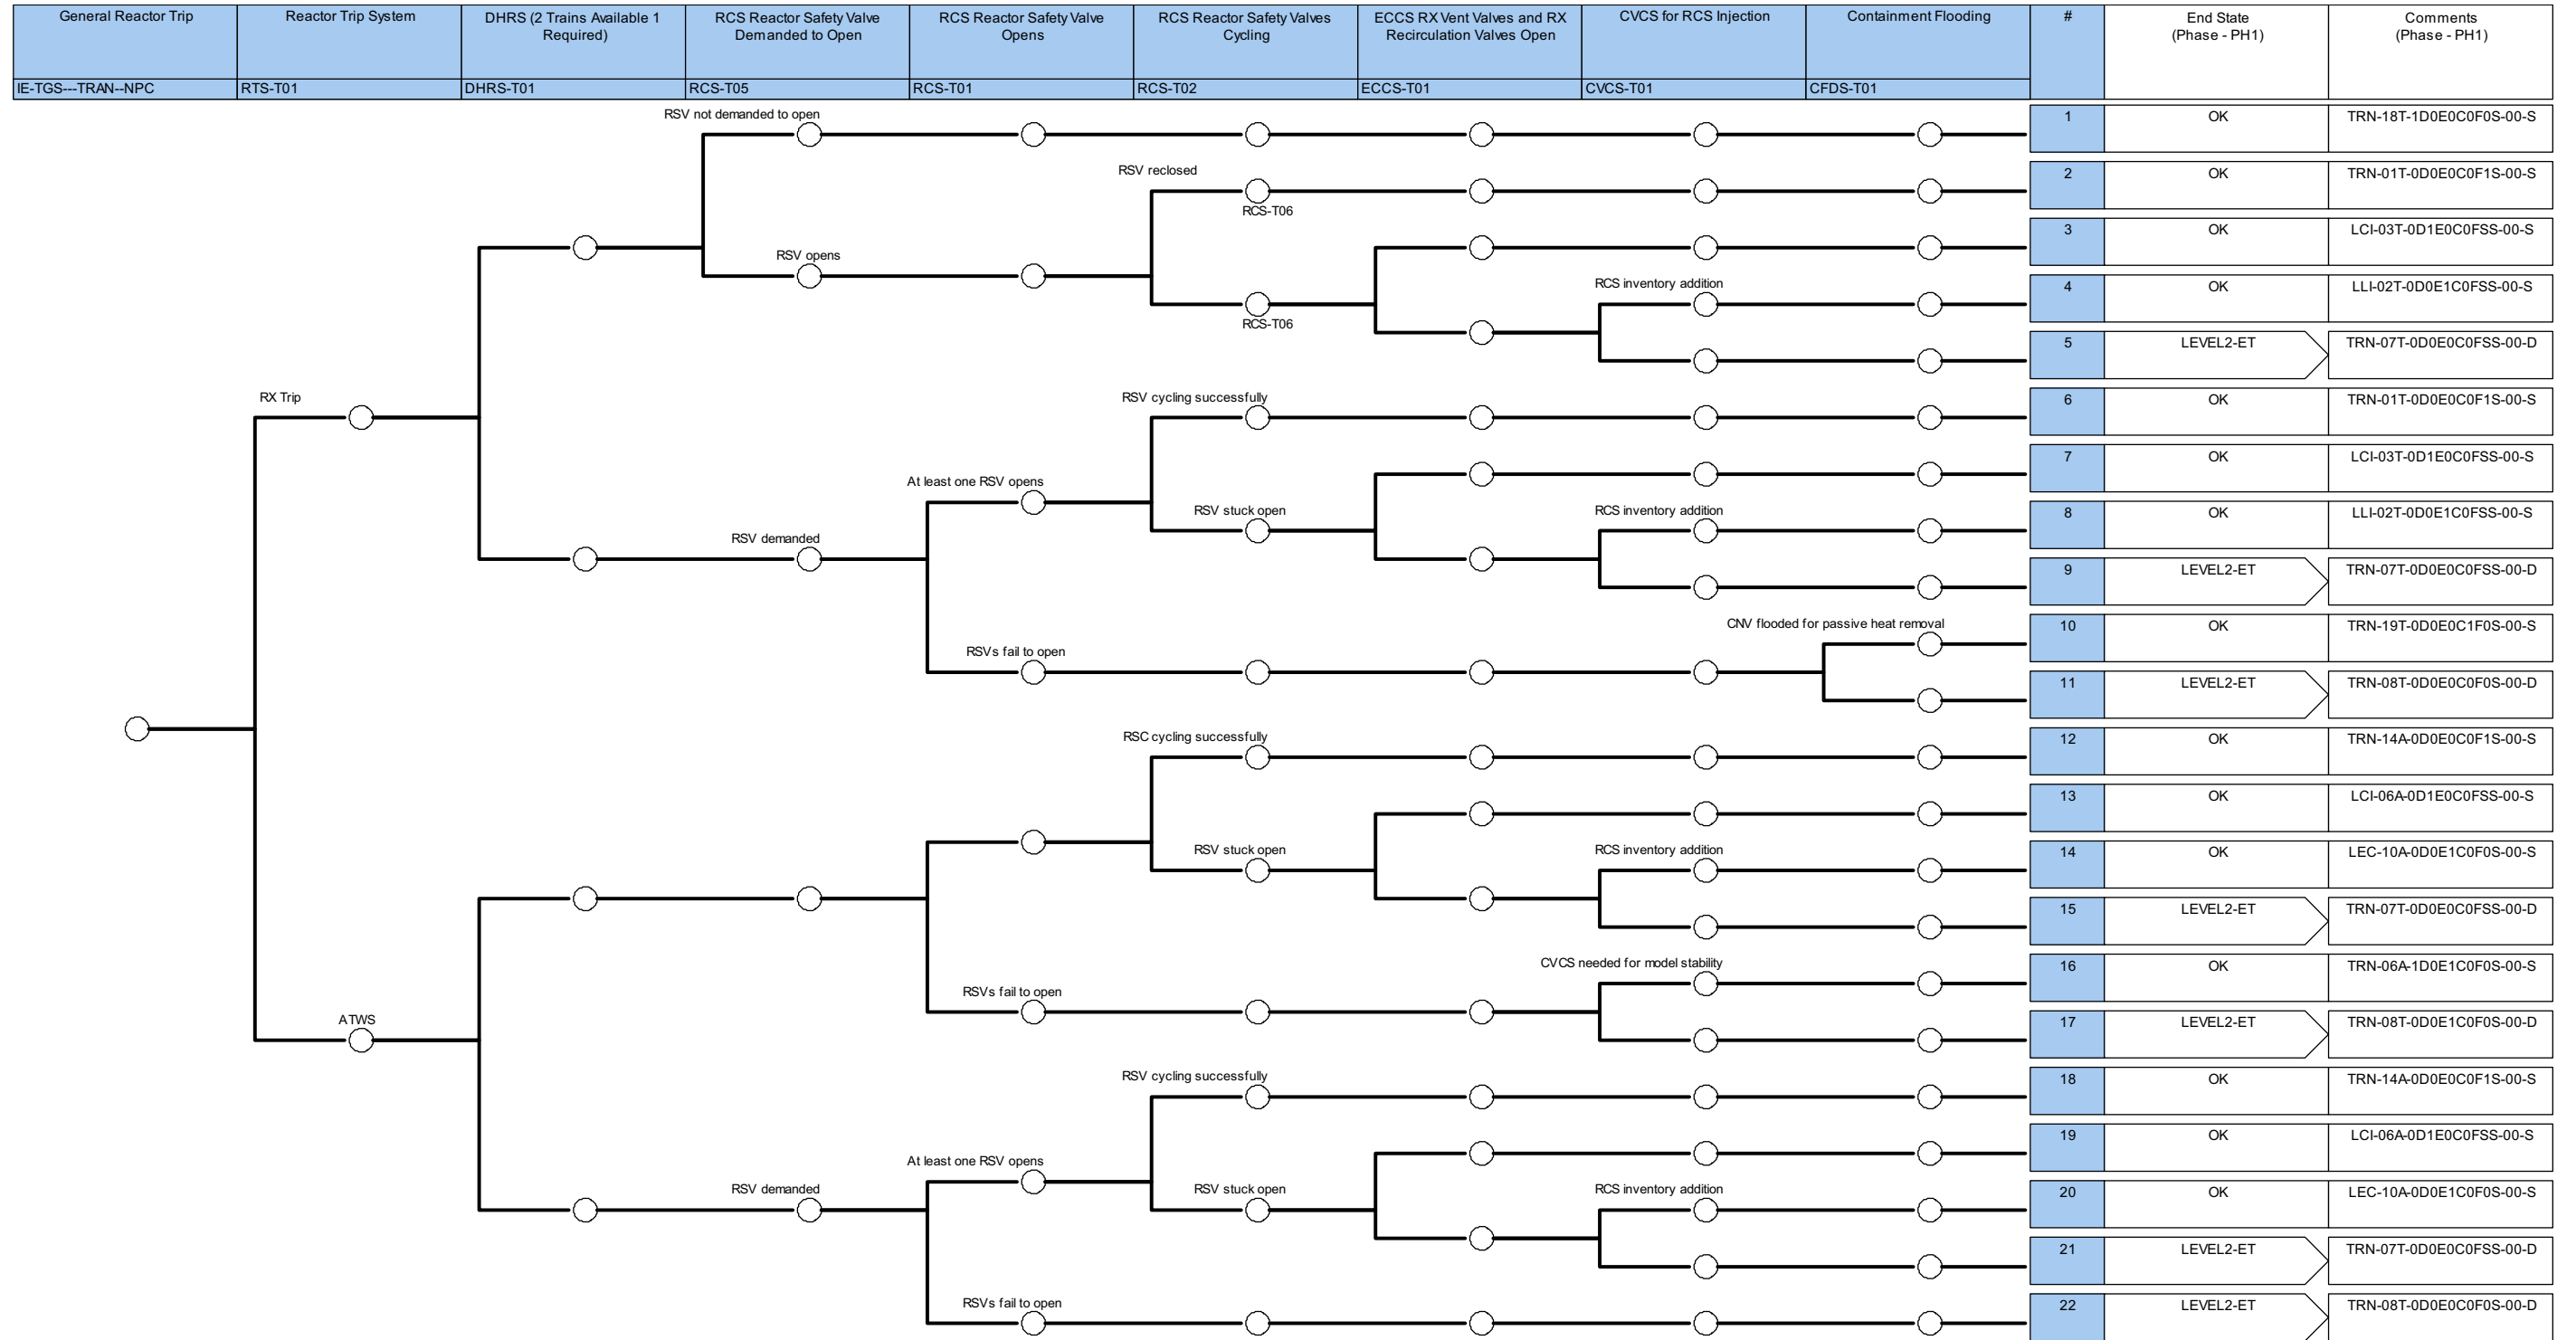 General Reactor Trip
Reactor Trip System
DHRS (2 Trains Available 1
Required)
RCS Reactor Safety Valve
Demanded to Open
RCS Reactor Safety Valve
Opens
RCS Reactor Safety Valves
Cycling
ECCS RX Vent Valves and RX
Recirculation Valves Open
CVCS for RCS Injection
Containment Flooding
#
End State
(Phase - PH1)
Comments
(Phase - PH1)
IE-TGS---TRAN--NPC
RTS-T01
DHRS-T01
RCS-T05
RCS-T01
RCS-T02
ECCS-T01
CVCS-T01
CFDS-T01
RSV not demanded to open
1
OK
TRN-18T-1D0E0C0F0S-00-S
RSV reclosed
RCS-T06
2
OK
TRN-01T-0D0E0C0F1S-00-S
RSV opens
3
OK
LCI-03T-0D1E0C0FSS-00-S
RCS-T06
RCS inventory addition
4
OK
LLI-02T-0D0E1C0FSS-00-S
5
LEVEL2-ET
TRN-07T-0D0E0C0FSS-00-D
RX Trip
RSV cycling successfully
6
OK
TRN-01T-0D0E0C0F1S-00-S
At least one RSV opens
7
OK
LCI-03T-0D1E0C0FSS-00-S
RSV demanded
RSV stuck open
RCS inventory addition
8
OK
LLI-02T-0D0E1C0FSS-00-S
9
LEVEL2-ET
TRN-07T-0D0E0C0FSS-00-D
RSVs fail to open
CNV flooded for passive heat removal
10
OK
TRN-19T-0D0E0C1F0S-00-S
11
LEVEL2-ET
TRN-08T-0D0E0C0F0S-00-D
RSC cycling successfully
12
OK
TRN-14A-0D0E0C0F1S-00-S
13
OK
LCI-06A-0D1E0C0FSS-00-S
RSV stuck open
RCS inventory addition
14
OK
LEC-10A-0D0E1C0F0S-00-S
15
LEVEL2-ET
TRN-07T-0D0E0C0FSS-00-D
RSVs fail to open
CVCS needed for model stability
16
OK
TRN-06A-1D0E1C0F0S-00-S
ATWS
17
LEVEL2-ET
TRN-08T-0D0E1C0F0S-00-D
RSV cycling successfully
18
OK
TRN-14A-0D0E0C0F1S-00-S
At least one RSV opens
19
OK
LCI-06A-0D1E0C0FSS-00-S
RSV demanded
RSV stuck open
RCS inventory addition
20
OK
LEC-10A-0D0E1C0F0S-00-S
21
LEVEL2-ET
TRN-07T-0D0E0C0FSS-00-D
RSVs fail to open
22
LEVEL2-ET
TRN-08T-0D0E0C0F0S-00-D